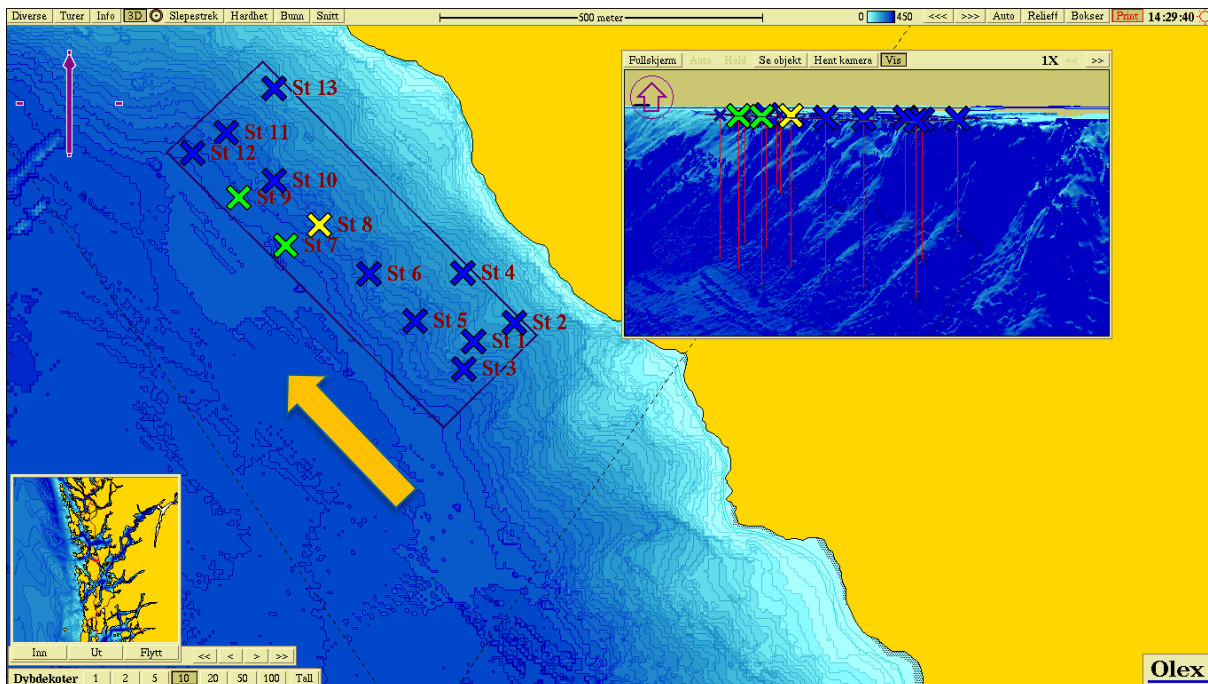 Diverse Turer Info 3D Slepestrek Hardhet Bunn Snitt 500 meter 0 450 <<< >>> Auto Relieff Bokser Print 14:29:40
Fullskjerm Auto Hold Se objekt Hent kamera Vis 1X << >>
St 13
St 11
St 12
St 10
St 9
St 8
St 7
St 6
St 4
St 5
St 2
St 1
St 3
Inn Ut Flytt << < > >>
Dybdekoter 1 2 5 10 20 50 100 Tall
Olex